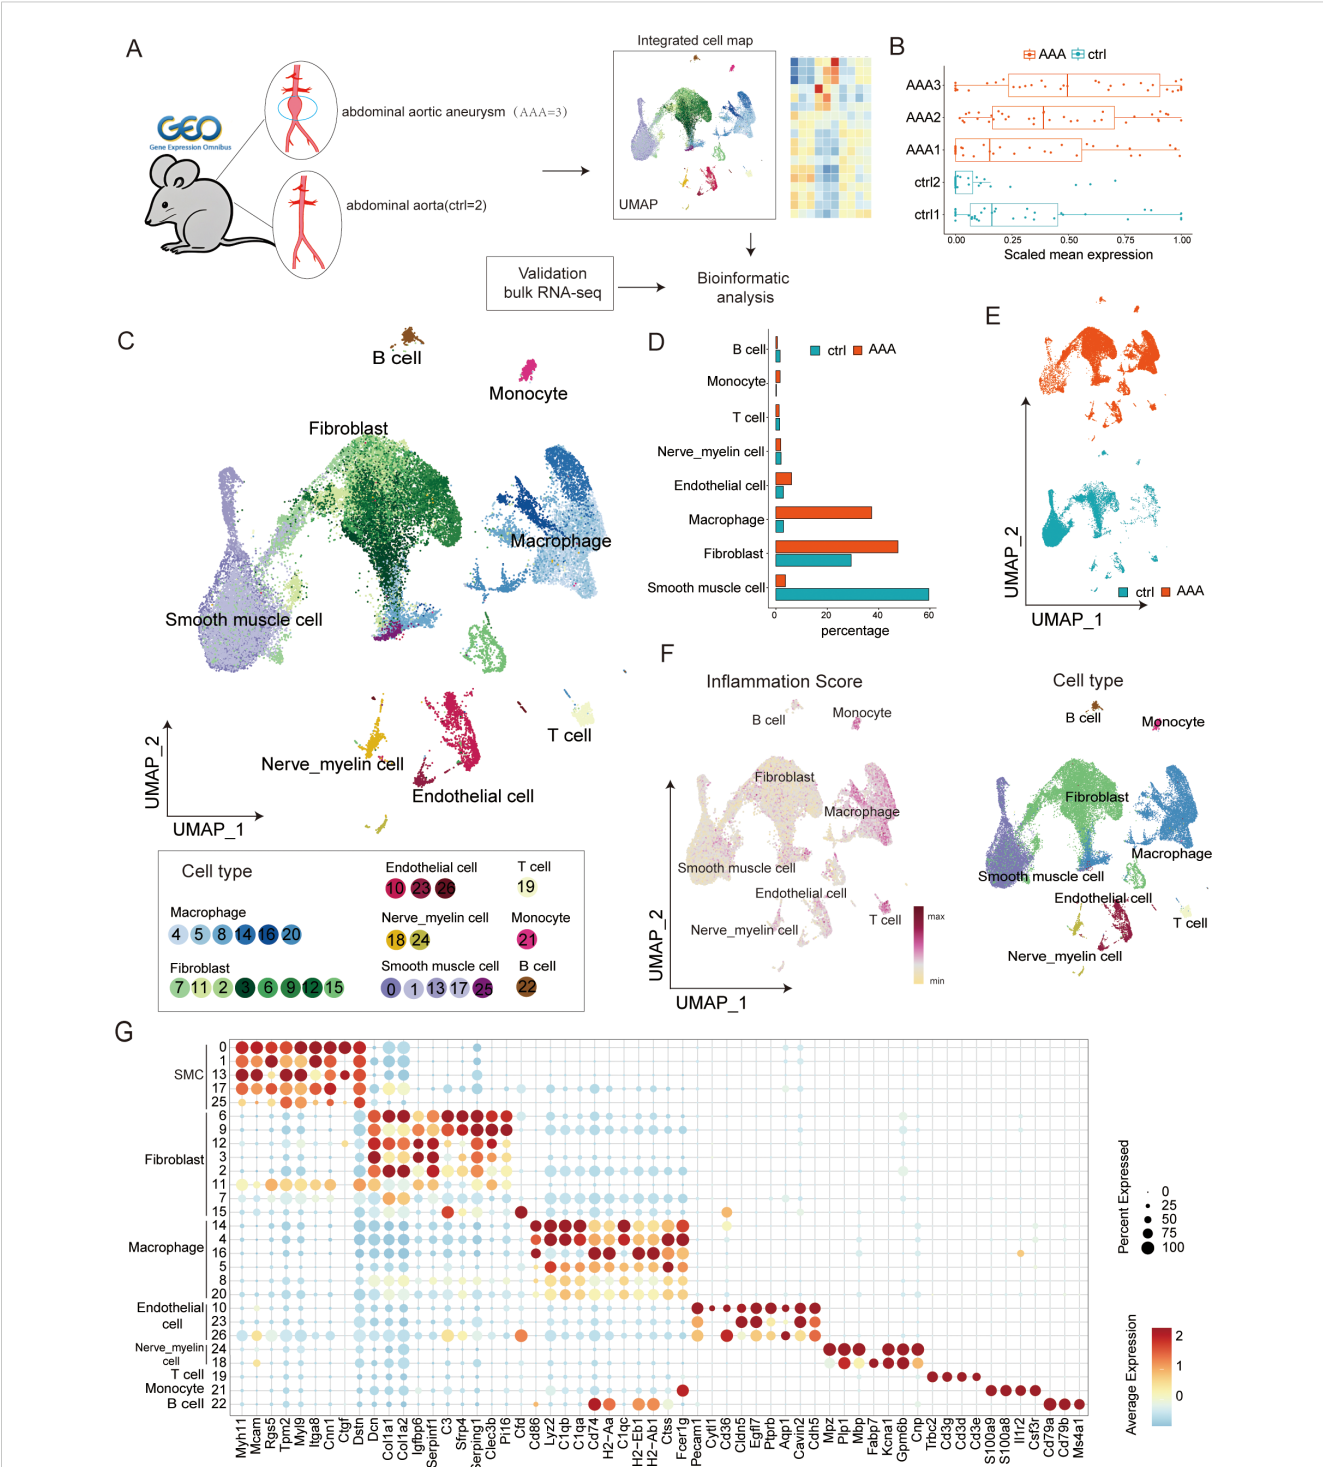 A
GEO
Gene Expression Omnibus
abdominal aortic aneurysm (AAA=3)
abdominal aorta(ctrl=2)
Integrated cell map
UMAP
Validation
bulk RNA-seq
Bioinformatic
analysis
B
AAA ctrl
AAA3
AAA2
AAA1
ctrl2
ctrl1
0.00 0.25 0.50 0.75 1.00
Scaled mean expression
C
B cell
Monocyte
Fibroblast
Macrophage
Smooth muscle cell
T cell
Nerve_myelin cell
Endothelial cell
UMAP_2
UMAP_1
Cell type
Macrophage
4 5 8 14 16 20
Fibroblast
7 11 2 3 6 9 12 15
Endothelial cell
10 23 26
Nerve_myelin cell
18 24
Smooth muscle cell
0 1 13 17 25
T cell
19
Monocyte
21
B cell
22
D
ctrl AAA
B cell
Monocyte
T cell
Nerve_myelin cell
Endothelial cell
Macrophage
Fibroblast
Smooth muscle cell
0 20 40 60
percentage
E
UMAP_2
ctrl AAA
UMAP_1
F
Inflammation Score
B cell
Monocyte
Fibroblast
Macrophage
Smooth muscle cell
Endothelial cell
T cell
Nerve_myelin cell
max
min
UMAP_2
UMAP_1
Cell type
B cell
Monocyte
Fibroblast
Macrophage
Smooth muscle cell
Endothelial cell
T cell
Nerve_myelin cell
G
SMC
0
1
13
17
25
Fibroblast
6
9
12
3
2
11
7
15
Macrophage
14
4
16
5
8
20
Endothelial
cell
10
23
26
Nerve_myelin
cell
24
18
T cell 19
Monocyte 21
B cell 22
Myh11 Mcam Rgs5 Tpm2 Myl9 Itga8 Cnn1 Ctgf Dstn Dcn Col1a1 Col1a2 Igfbp6 Serpinf1 C3 Sfrp4 Serping1 Clec3b Pi16 Cd86 Lyz2 C1qb C1qa Cd74 H2-Aa C1qc H2-Eb1 H2-Ab1 Ctss Fcer1g Pecam1 Cytl1 Cd36 Cldn5 Egfl7 Ptprb Aqp1 Cavin2 Cdh5 Mpz Plp1 Mbp Fabp7 Kcna1 Gpm6b Cnp Trbc2 Cd3g Cd3d Cd3e S100a9 S100a8 Il1r2 Csf3r Cd79a Cd79b Ms4a1
Percent Expressed
0
25
50
75
100
Average Expression
2
1
0